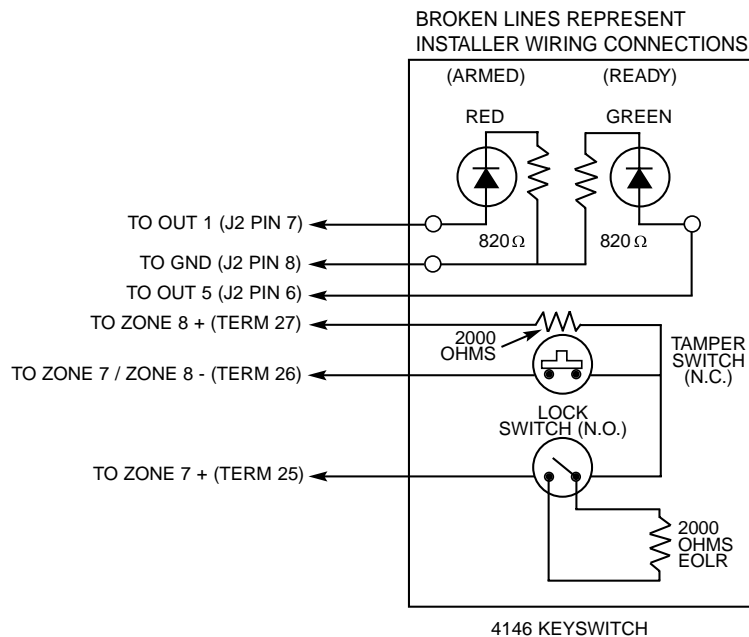 BROKEN LINES REPRESENT
INSTALLER WIRING CONNECTIONS
(ARMED) (READY)
RED GREEN
TO OUT 1 (J2 PIN 7)
820Ω 820Ω
TO GND (J2 PIN 8)
TO OUT 5 (J2 PIN 6)
TO ZONE 8 + (TERM 27)
2000
OHMS
TAMPER
SWITCH
(N.C.)
TO ZONE 7 / ZONE 8 - (TERM 26)
LOCK
SWITCH (N.O.)
TO ZONE 7 + (TERM 25)
2000
OHMS
EOLR
4146 KEYSWITCH